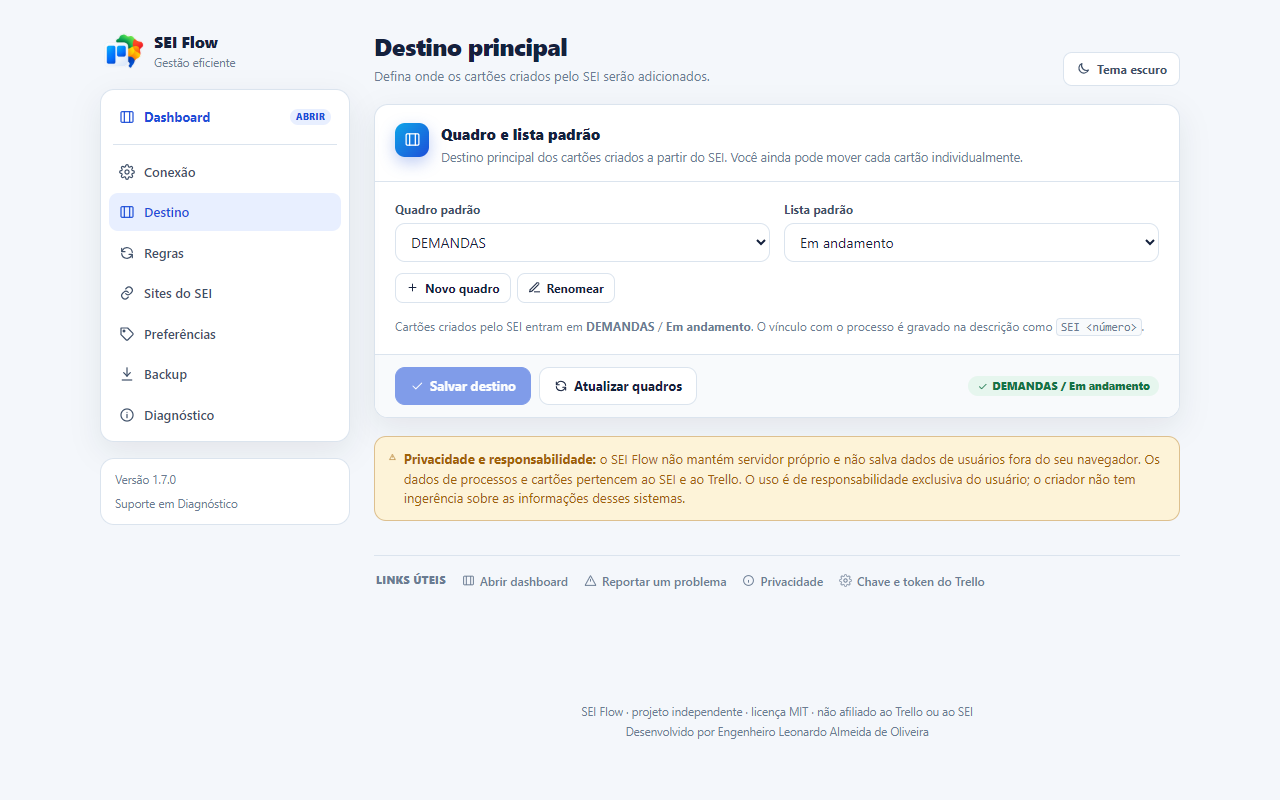 SEI Flow
Gestão eficiente
Dashboard
ABRIR
Conexão
Destino
Regras
Sites do SEI
Preferências
Backup
Diagnóstico
Versão 1.7.0
Suporte em Diagnóstico
Destino principal
Defina onde os cartões criados pelo SEI serão adicionados.
Tema escuro
Quadro e lista padrão
Destino principal dos cartões criados a partir do SEI. Você ainda pode mover cada cartão individualmente.
Quadro padrão
Lista padrão
DEMANDAS
Em andamento
Novo quadro
Renomear
Cartões criados pelo SEI entram em DEMANDAS / Em andamento. O vínculo com o processo é gravado na descrição como SEI <número>.
Salvar destino
Atualizar quadros
DEMANDAS / Em andamento
Privacidade e responsabilidade: o SEI Flow não mantém servidor próprio e não salva dados de usuários fora do seu navegador. Os
dados de processos e cartões pertencem ao SEI e ao Trello. O uso é de responsabilidade exclusiva do usuário; o criador não tem
ingerência sobre as informações desses sistemas.
LINKS ÚTEIS
Abrir dashboard
Reportar um problema
Privacidade
Chave e token do Trello
SEI Flow · projeto independente · licença MIT · não afiliado ao Trello ou ao SEI
Desenvolvido por Engenheiro Leonardo Almeida de Oliveira